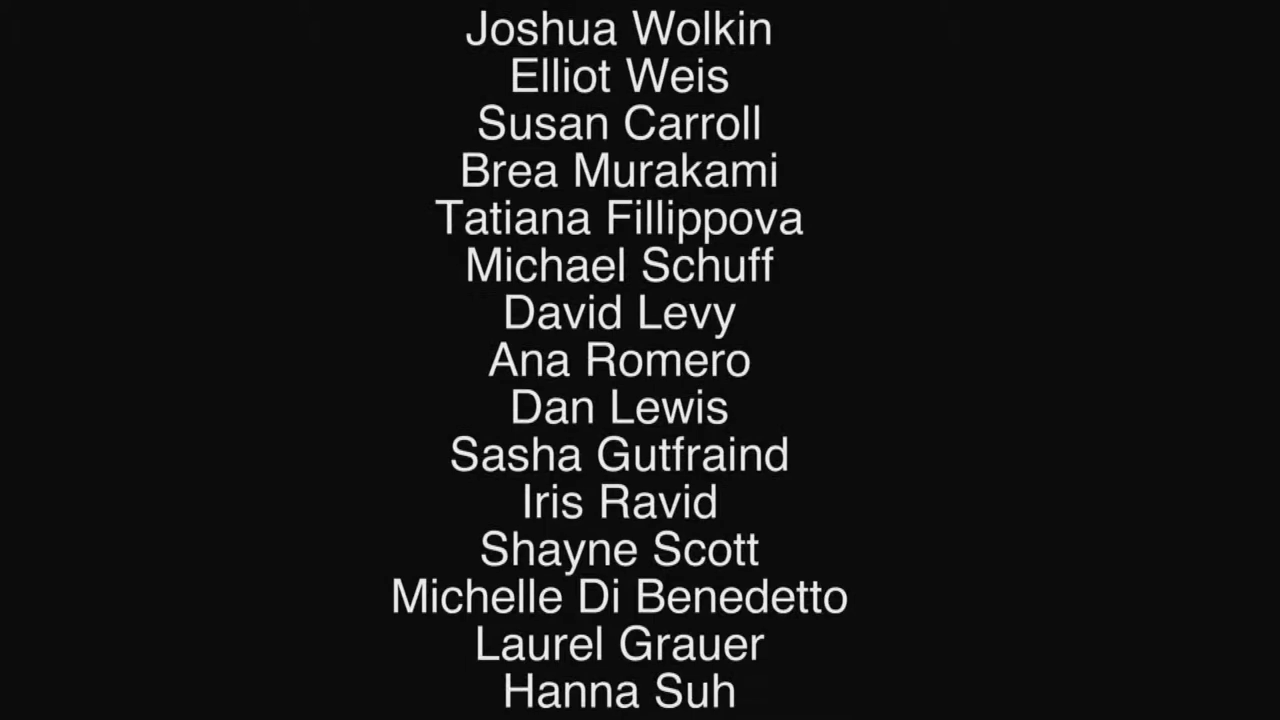 Joshua Wolkin
Elliot Weis
Susan Carroll
Brea Murakami
Tatiana Fillippova
Michael Schuff
David Levy
Ana Romero
Dan Lewis
Sasha Gutfraind
Iris Ravid
Shayne Scott
Michelle Di Benedetto
Laurel Grauer
Hanna Suh